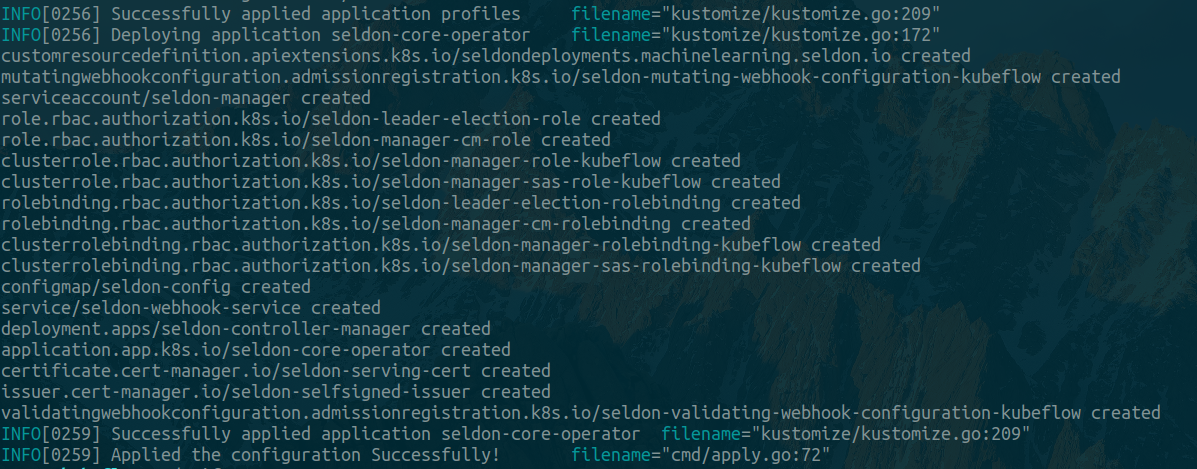 INFO[0256] Successfully applied application profiles     filename="kustomize/kustomize.go:209"
INFO[0256] Deploying application seldon-core-operator    filename="kustomize/kustomize.go:172"
customresourcedefinition.apiextensions.k8s.io/seldondeployments.machinelearning.seldon.io created
mutatingwebhookconfiguration.admissionregistration.k8s.io/seldon-mutating-webhook-configuration-kubeflow created
serviceaccount/seldon-manager created
role.rbac.authorization.k8s.io/seldon-leader-election-role created
role.rbac.authorization.k8s.io/seldon-manager-cm-role created
clusterrole.rbac.authorization.k8s.io/seldon-manager-role-kubeflow created
clusterrole.rbac.authorization.k8s.io/seldon-manager-sas-role-kubeflow created
rolebinding.rbac.authorization.k8s.io/seldon-leader-election-rolebinding created
rolebinding.rbac.authorization.k8s.io/seldon-manager-cm-rolebinding created
clusterrolebinding.rbac.authorization.k8s.io/seldon-manager-rolebinding-kubeflow created
clusterrolebinding.rbac.authorization.k8s.io/seldon-manager-sas-rolebinding-kubeflow created
configmap/seldon-config created
service/seldon-webhook-service created
deployment.apps/seldon-controller-manager created
application.app.k8s.io/seldon-core-operator created
certificate.cert-manager.io/seldon-serving-cert created
issuer.cert-manager.io/seldon-selfsigned-issuer created
validatingwebhookconfiguration.admissionregistration.k8s.io/seldon-validating-webhook-configuration-kubeflow created
INFO[0259] Successfully applied application seldon-core-operator  filename="kustomize/kustomize.go:209"
INFO[0259] Applied the configuration Successfully!       filename="cmd/apply.go:72"